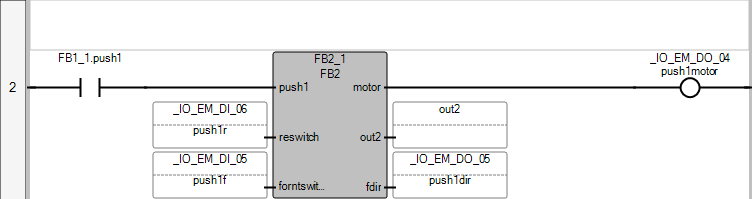 FB1_1.push1
FB2_1
FB2
_IO_EM_DO_04
push1motor
2
push1
motor
_IO_EM_DI_06
push1r
reswitch
out2
out2
_IO_EM_DI_05
push1f
forntswit...
fdir
_IO_EM_DO_05
push1dir